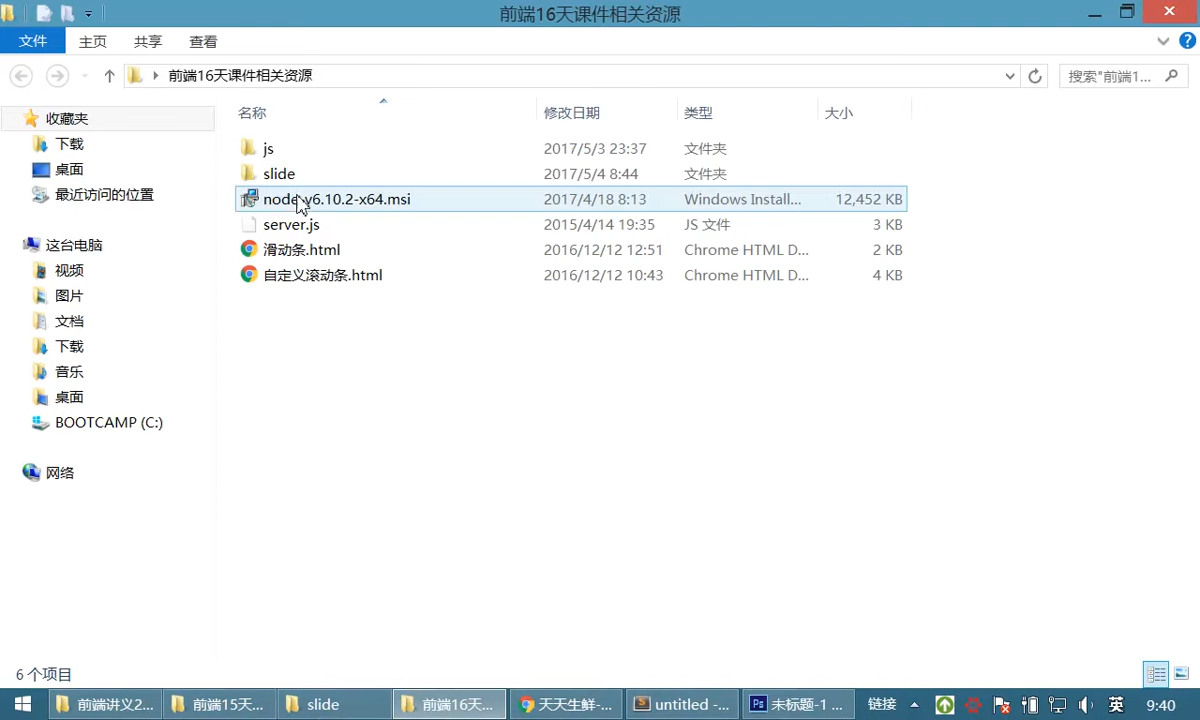 前端16天课件相关资源
文件 主页 共享 查看
前端16天课件相关资源 搜索"前端1...
名称 修改日期 类型 大小
收藏夹
下载
桌面
最近访问的位置
这台电脑
视频
图片
文档
下载
音乐
桌面
BOOTCAMP (C:)
网络
js 2017/5/3 23:37 文件夹
slide 2017/5/4 8:44 文件夹
node-v6.10.2-x64.msi 2017/4/18 8:13 Windows Install... 12,452 KB
server.js 2015/4/14 19:35 JS 文件 3 KB
滑动条.html 2016/12/12 12:51 Chrome HTML D... 2 KB
自定义滚动条.html 2016/12/12 10:43 Chrome HTML D... 4 KB
6 个项目
前端讲义2... 前端15天... slide 前端16天... 天天生鲜-... untitled -... 未标题-1 ... 链接 英 9:40